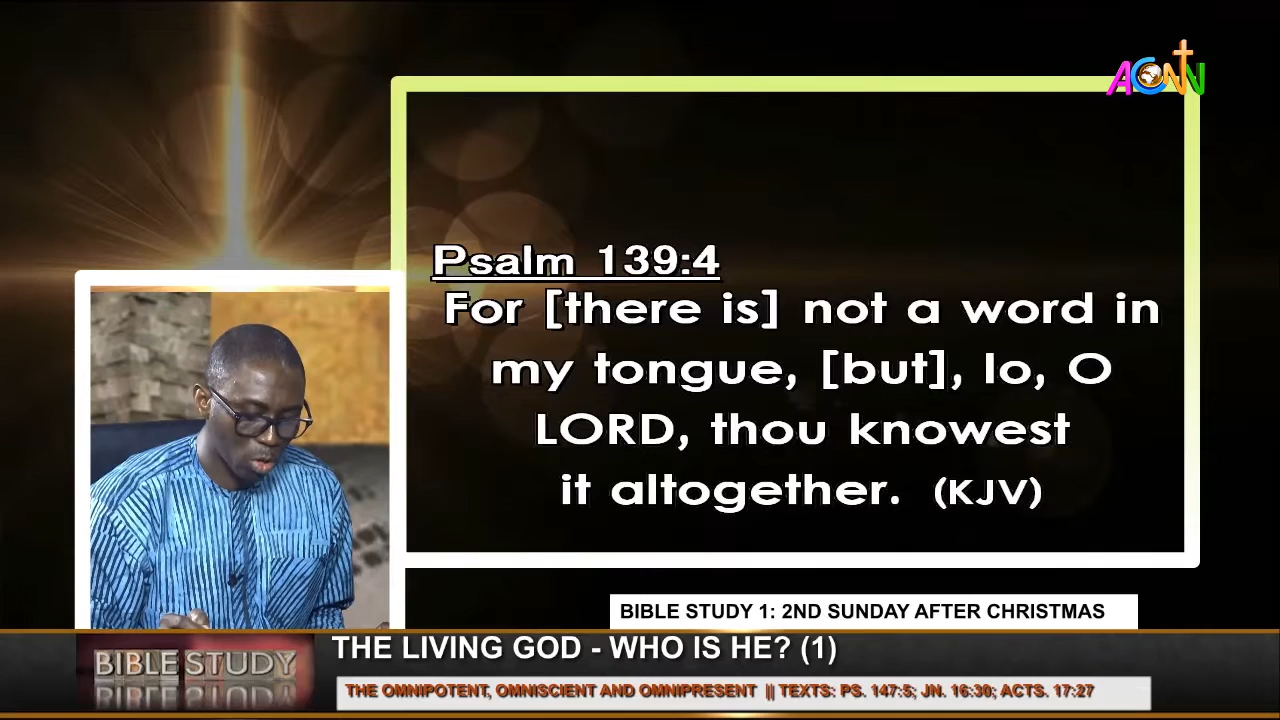 ACNN
Psalm 139:4
For [there is] not a word in
my tongue, [but], lo, O
LORD, thou knowest
it altogether. (KJV)
BIBLE STUDY 1: 2ND SUNDAY AFTER CHRISTMAS
BIBLE STUDY
THE LIVING GOD - WHO IS HE? (1)
THE OMNIPOTENT, OMNISCIENT AND OMNIPRESENT || TEXTS: PS. 147:5; JN. 16:30; ACTS. 17:27